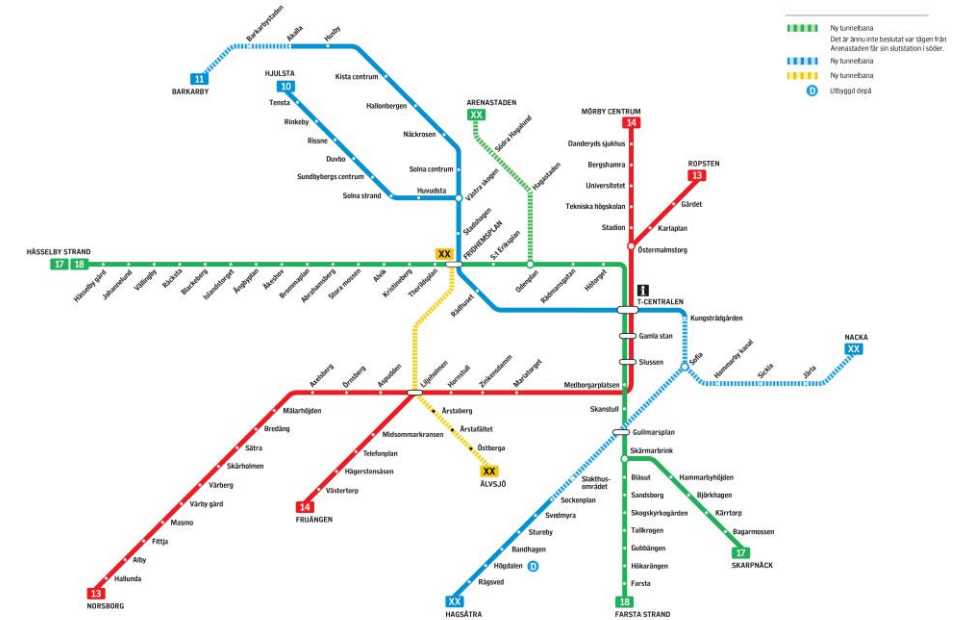 Ny tunnelbana
Det är ännu inte beslutat var tågen från
Arenastaden får sin slutstation i söder.
Ny tunnelbana
Ny tunnelbana
D
Utbyggd depå
Barkarbystaden
Akalla
Husby
11
BARKARBY
HJULSTA
10
Kista centrum
Tensta
Hallonbergen
Rinkeby
Näckrosen
Rissne
Duvbo
Solna centrum
Sundbybergs centrum
Västra skogen
Solna strand
Huvudsta
Stadshagen
ARENASTADEN
XX
Södra Hagalund
Hagastaden
MÖRBY CENTRUM
14
Danderyds sjukhus
Bergshamra
Universitetet
Tekniska högskolan
Stadion
ROPSTEN
13
Gärdet
Karlaplan
Östermalmstorg
HÄSSELBY STRAND
17
18
Hässelby gård
Johannelund
Vällingby
Råcksta
Blackeberg
Islandstorget
Ängbyplan
Åkeshov
Brommaplan
Abrahamsberg
Stora mossen
Alvik
Kristineberg
Thorildsplan
XX
FRIDHEMSPLAN
S:t Eriksplan
Odenplan
Rådmansgatan
Hötorget
Rådhuset
T-CENTRALEN
Kungsträdgården
Gamla stan
Slussen
Sofia
Hammarby kanal
Sickla
Järla
NACKA
XX
Medborgarplatsen
Skanstull
Gullmarsplan
Skärmarbrink
Axelsberg
Örnsberg
Aspudden
Liljeholmen
Hornstull
Zinkensdamm
Mariatorget
Mälarhöjden
Bredäng
Sätra
Skärholmen
Vårberg
Vårby gård
Masmo
Fittja
Alby
Hallunda
13
NORSBORG
Midsommarkransen
Telefonplan
Hägerstensåsen
Västertorp
14
FRUÄNGEN
Årstaberg
Årstafältet
Östberga
XX
ÄLVSJÖ
Slakthus-
området
Sockenplan
Svedmyra
Stureby
Bandhagen
Högdalen
D
Rågsved
XX
HAGSÄTRA
Blåsut
Sandsborg
Skogskyrkogården
Tallkrogen
Gubbängen
Hökarängen
Farsta
18
FARSTA STRAND
Hammarbyhöjden
Björkhagen
Kärrtorp
Bagarmossen
17
SKARPNÄCK